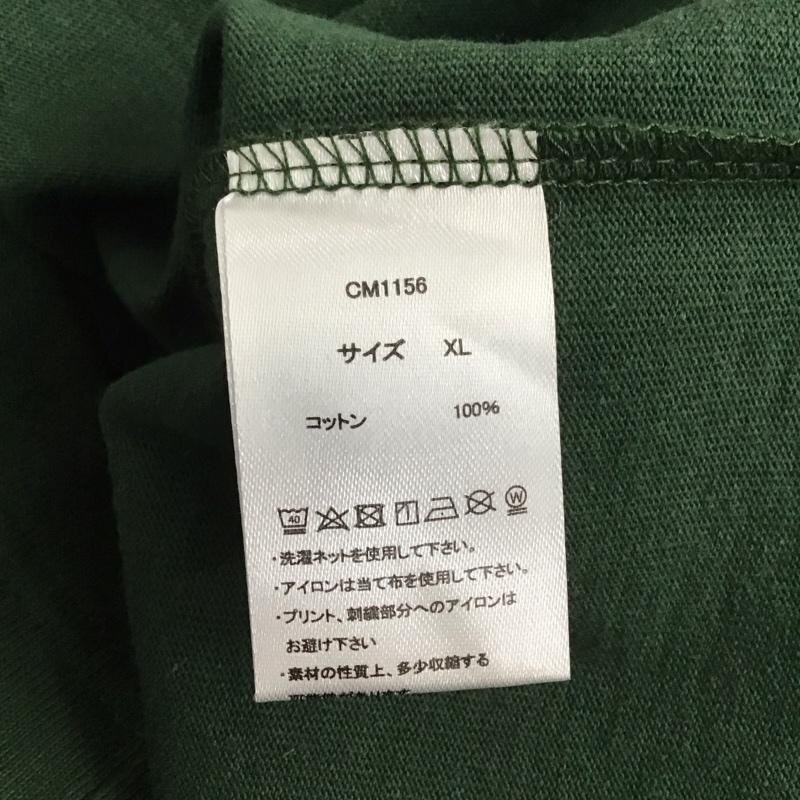 CM1156
サイズ XL
コットン 100%
40 W
・洗濯ネットを使用して下さい。
・アイロンは当て布を使用して下さい。
・プリント、刺繍部分へのアイロンは
お避け下さい
・素材の性質上、多少収縮する